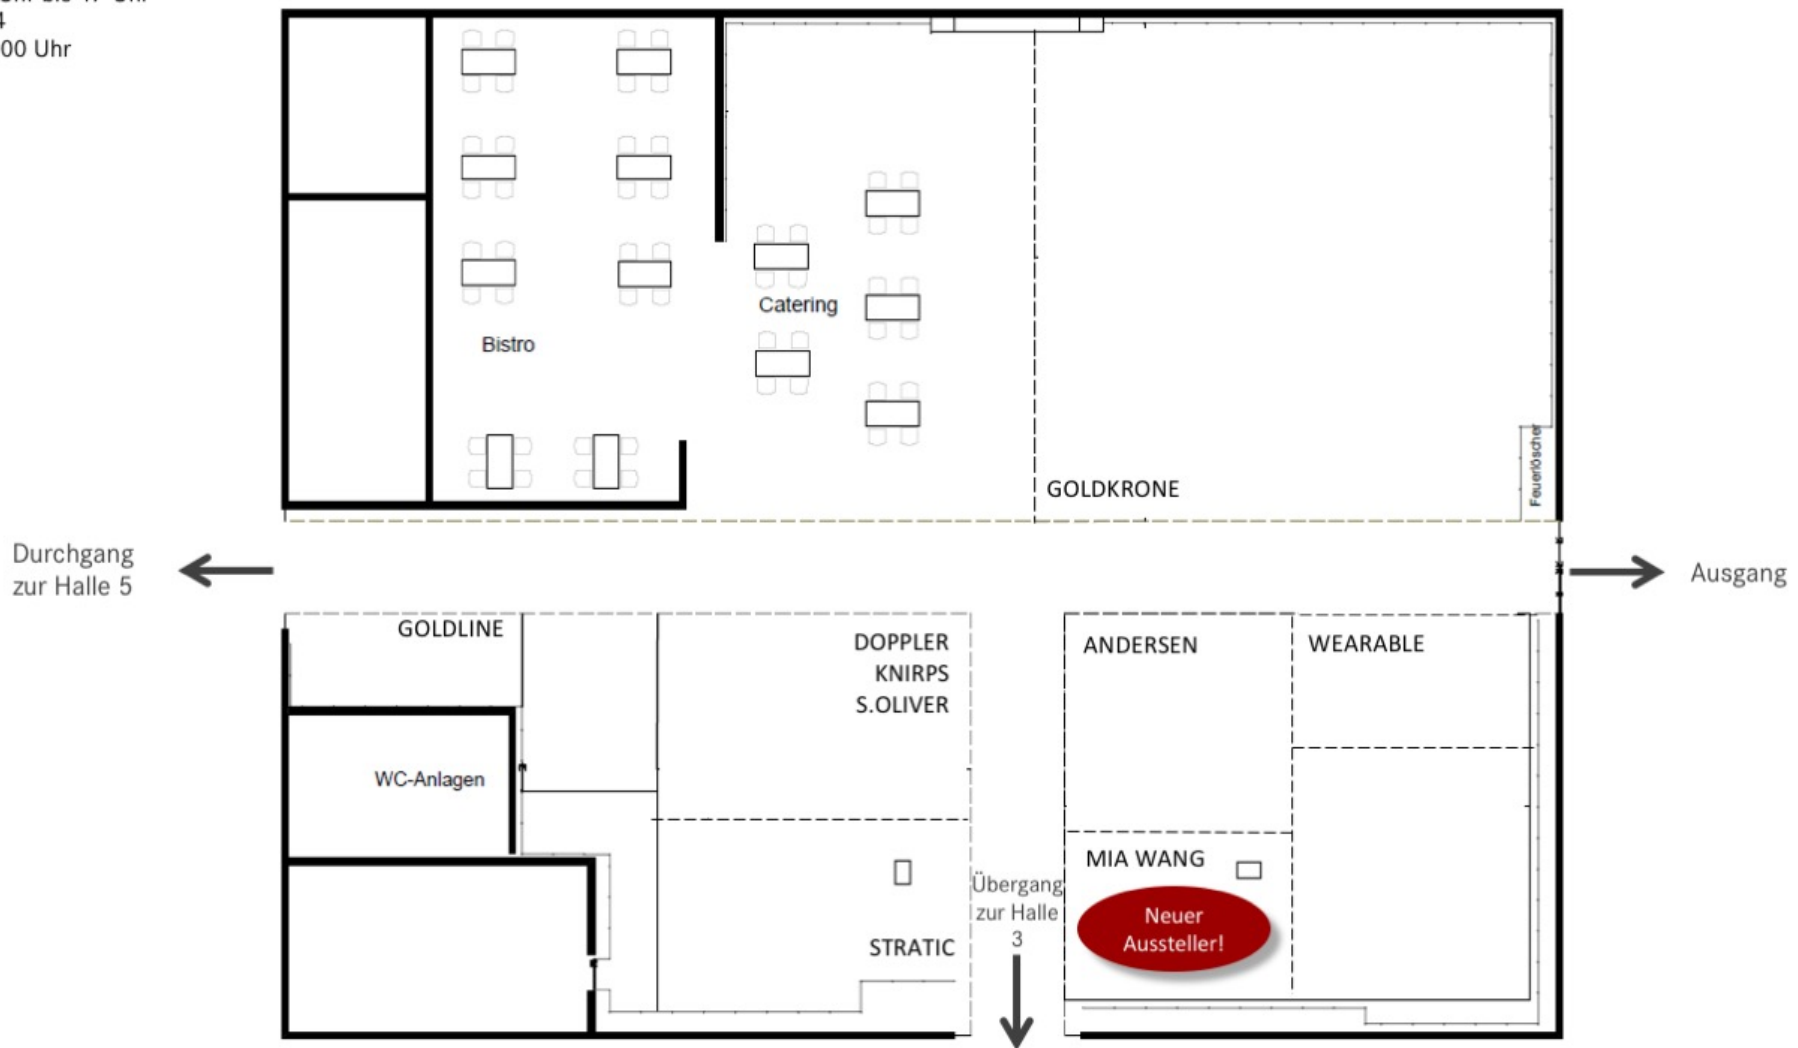 00 Uhr
Bistro
Catering
GOLDKRONE
Feuerlöscher
Durchgang
zur Halle 5
Ausgang
GOLDLINE
DOPPLER
KNIRPS
S.OLIVER
ANDERSEN
WEARABLE
WC-Anlagen
MIA WANG
Neuer
Aussteller!
Übergang
zur Halle
3
STRATIC